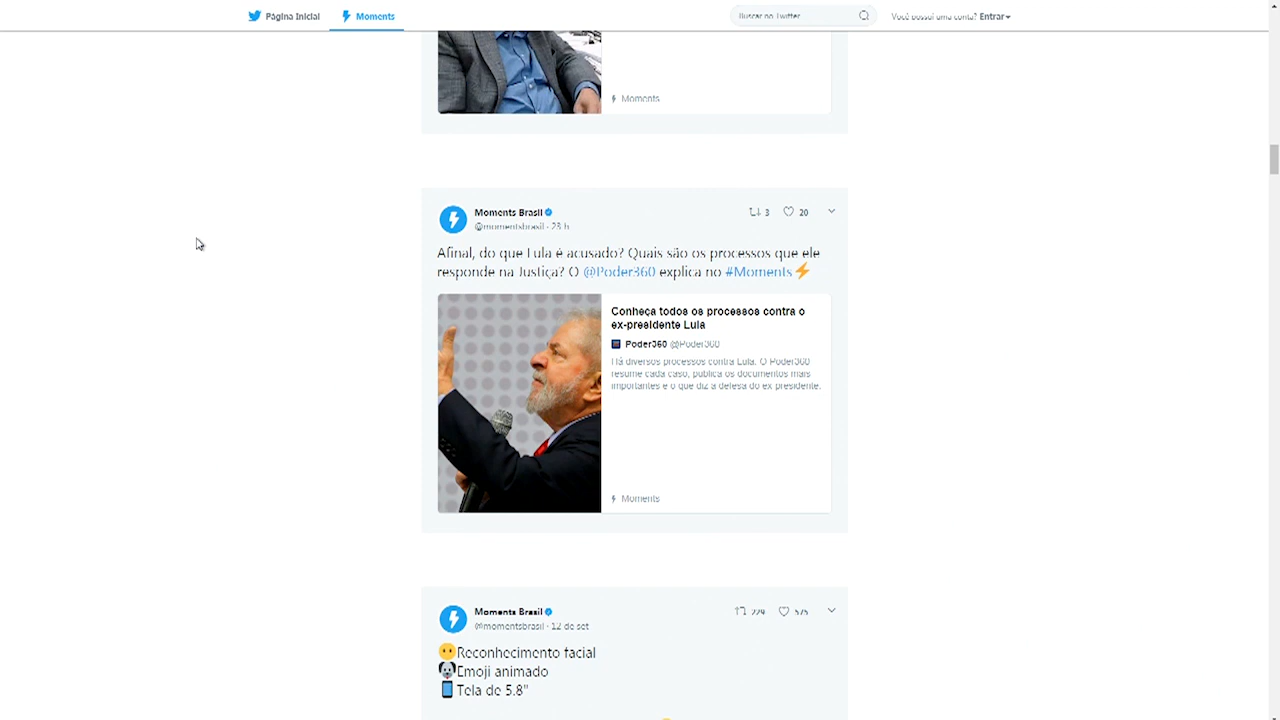 Página Inicial
Moments
Buscar no Twitter
Você possui uma conta? Entrar
Moments
Moments Brasil
3
20
@momentsbrasil · 23 h
Afinal, do que Lula é acusado? Quais são os processos que ele
responde na Justiça? O @Poder360 explica no #Moments
Conheça todos os processos contra o
ex-presidente Lula
Poder360 @Poder360
Há diversos processos contra Lula. O Poder360
resume cada caso, publica os documentos mais
importantes e o que diz a defesa do ex presidente.
Moments
Moments Brasil
229
575
@momentsbrasil · 12 de set
Reconhecimento facial
Emoji animado
Tela de 5.8"